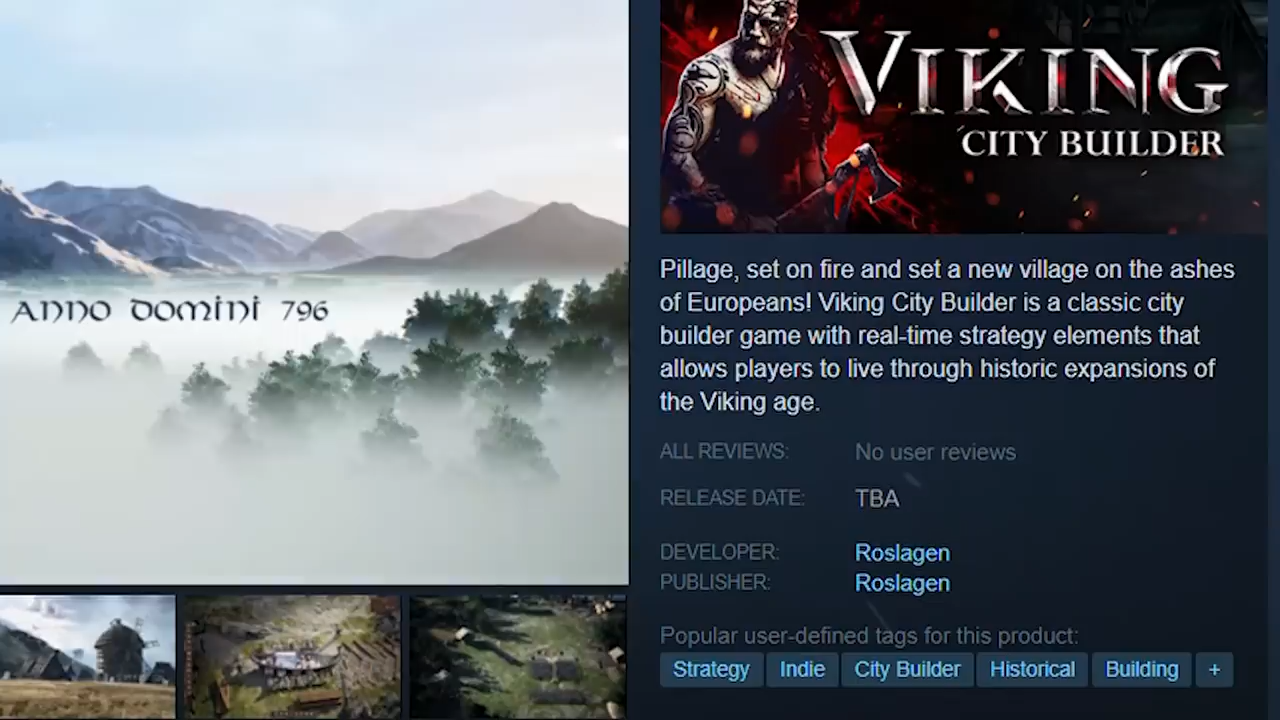 VIKING
CITY BUILDER
ANNO DOMINI 796
Pillage, set on fire and set a new village on the ashes
of Europeans! Viking City Builder is a classic city
builder game with real-time strategy elements that
allows players to live through historic expansions of
the Viking age.
ALL REVIEWS: No user reviews
RELEASE DATE: TBA
DEVELOPER: Roslagen
PUBLISHER: Roslagen
Popular user-defined tags for this product:
Strategy Indie City Builder Historical Building +